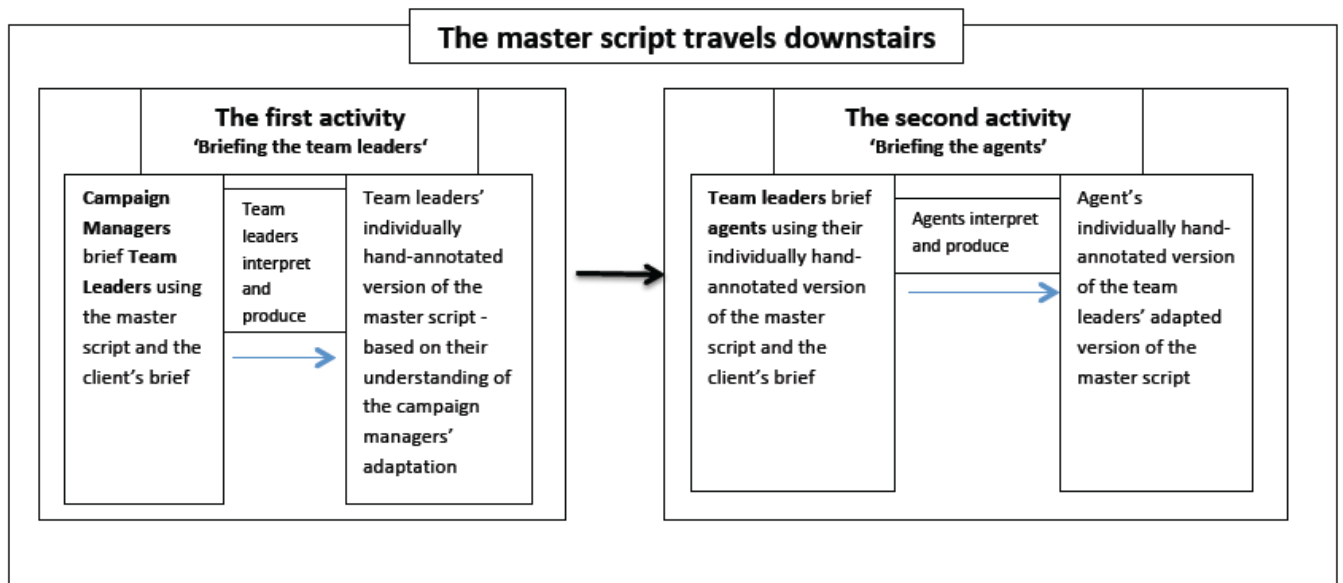 The master script travels downstairs
The first activity
‘Briefing the team leaders‘
Campaign
Managers
brief Team
Leaders using
the master
script and the
client’s brief
Team
leaders
interpret
and
produce
Team leaders’
individually
hand-annotated
version of the
master script -
based on their
understanding of
the campaign
managers’
adaptation
The second activity
‘Briefing the agents’
Team leaders brief
agents using their
individually hand-
annotated version
of the master
script and the
client’s brief
Agents interpret
and produce
Agent’s
individually hand-
annotated version
of the team
leaders’ adapted
version of the
master script